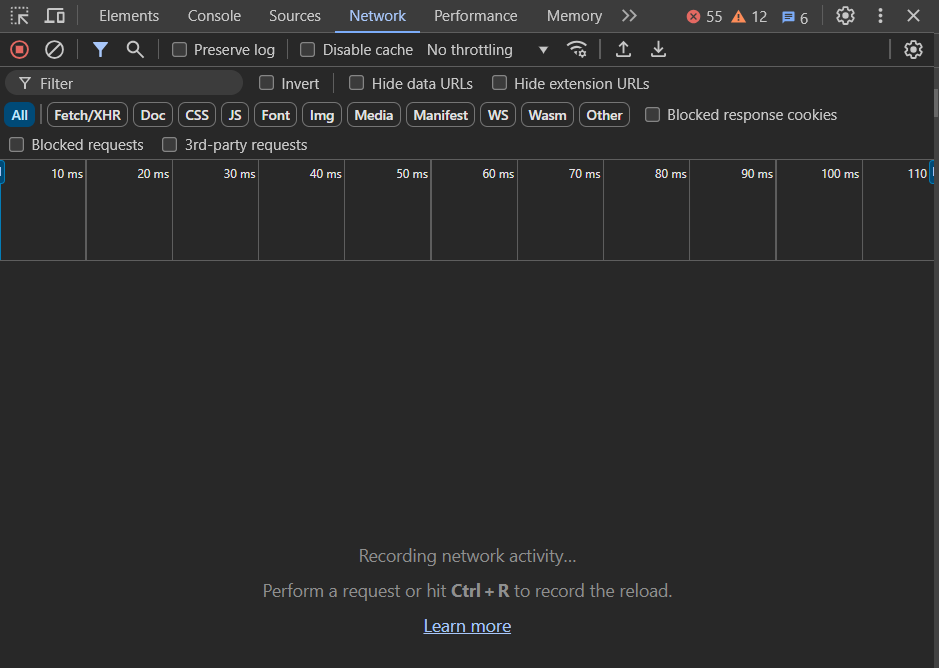 Elements Console Sources Network Performance Memory 55 12 6
Preserve log Disable cache No throttling
Filter Invert Hide data URLs Hide extension URLs
All Fetch/XHR Doc CSS JS Font Img Media Manifest WS Wasm Other Blocked response cookies
Blocked requests 3rd-party requests
10 ms 20 ms 30 ms 40 ms 50 ms 60 ms 70 ms 80 ms 90 ms 100 ms 110
Recording network activity...
Perform a request or hit Ctrl + R to record the reload.
Learn more